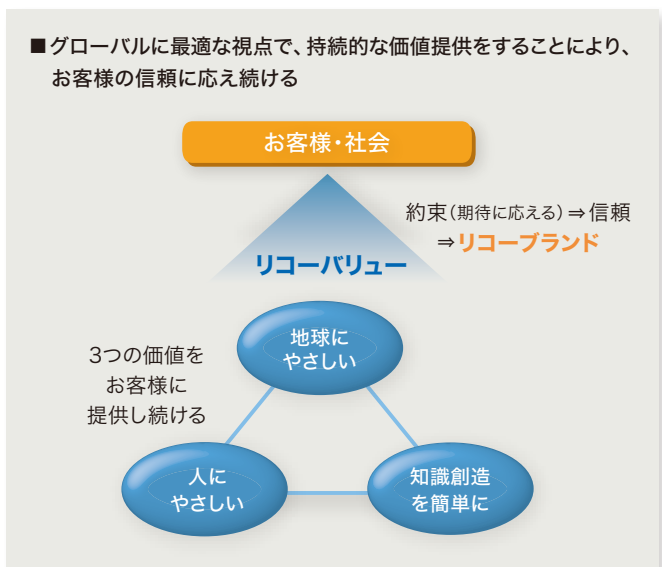 ■グローバルに最適な視点で、持続的な価値提供をすることにより、
お客様の信頼に応え続ける
お客様・社会
約束(期待に応える)⇒信頼
⇒リコーブランド
リコーバリュー
地球に
やさしい
3つの価値を
お客様に
提供し続ける
人に
やさしい
知識創造
を簡単に